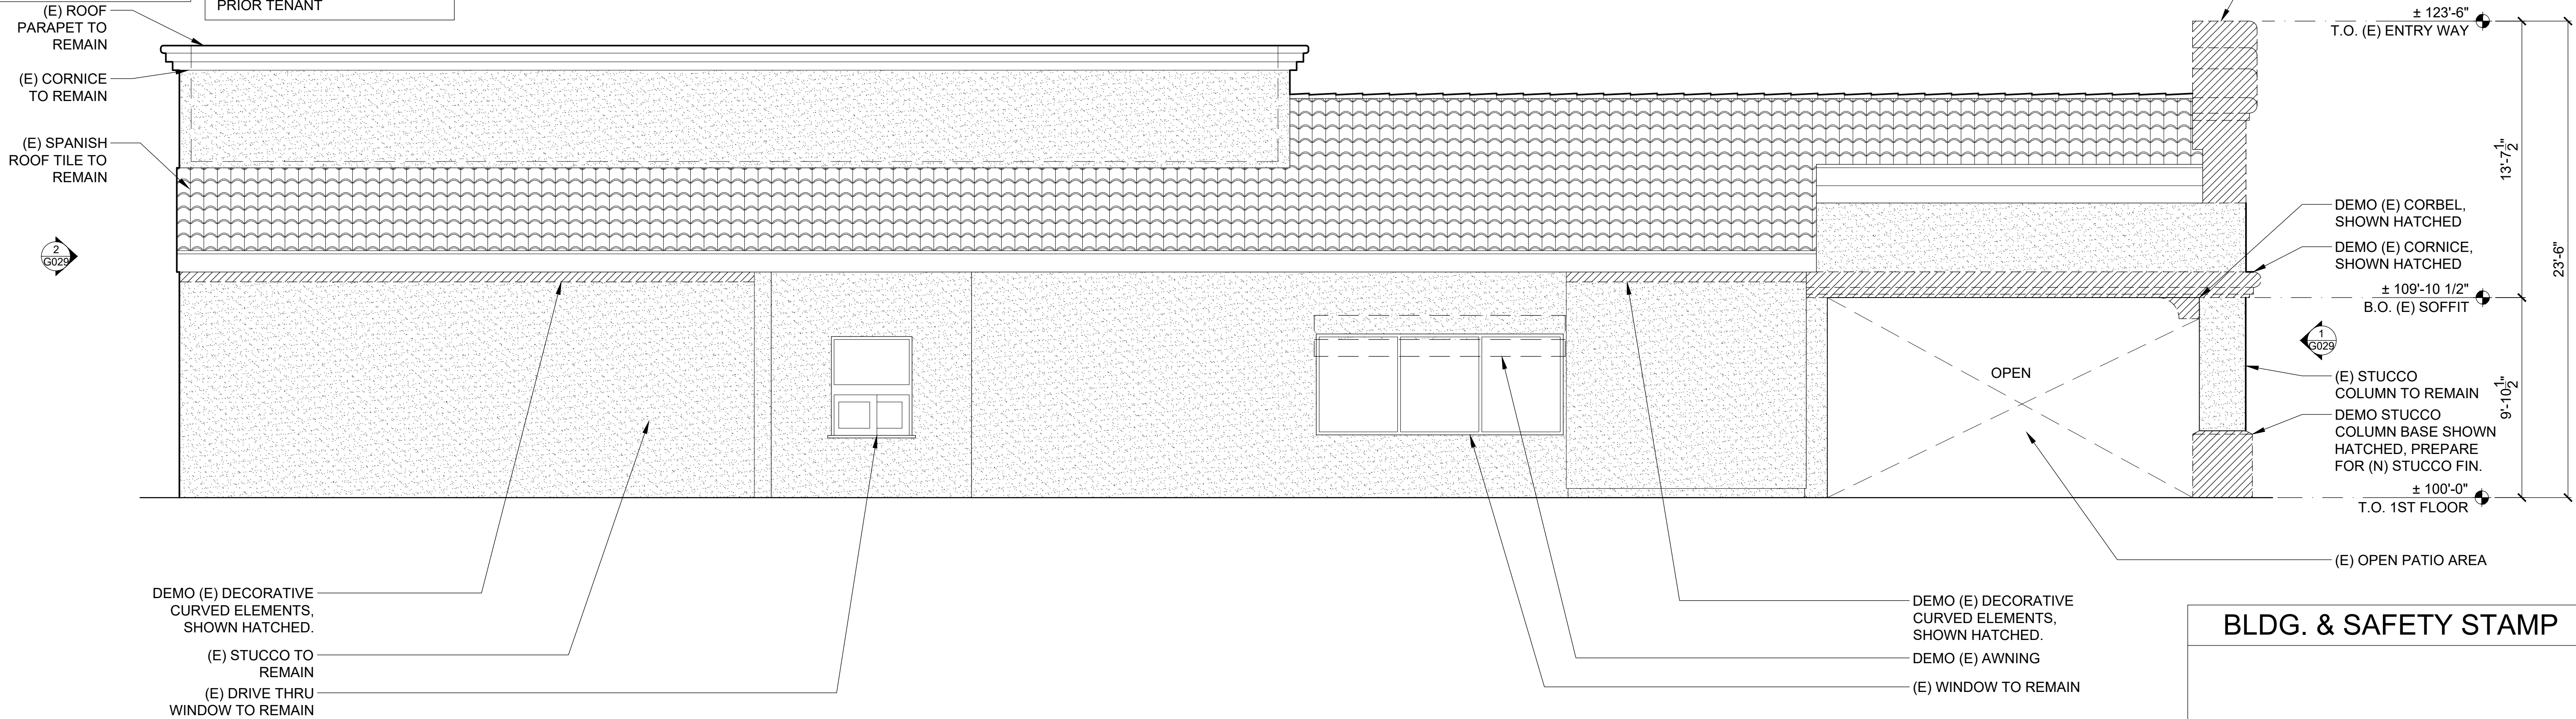 PRIOR TENANT
(E) ROOF
PARAPET TO
REMAIN
(E) CORNICE
TO REMAIN
(E) SPANISH
ROOF TILE TO
REMAIN
2
G029
± 123'-6"
T.O. (E) ENTRY WAY
13'-7 1/2"
23'-6"
DEMO (E) CORBEL,
SHOWN HATCHED
DEMO (E) CORNICE,
SHOWN HATCHED
± 109'-10 1/2"
B.O. (E) SOFFIT
1
G029
OPEN
(E) STUCCO
COLUMN TO REMAIN
9'-10 1/2"
DEMO STUCCO
COLUMN BASE SHOWN
HATCHED, PREPARE
FOR (N) STUCCO FIN.
± 100'-0"
T.O. 1ST FLOOR
(E) OPEN PATIO AREA
DEMO (E) DECORATIVE
CURVED ELEMENTS,
SHOWN HATCHED.
(E) STUCCO TO
REMAIN
(E) DRIVE THRU
WINDOW TO REMAIN
DEMO (E) DECORATIVE
CURVED ELEMENTS,
SHOWN HATCHED.
DEMO (E) AWNING
(E) WINDOW TO REMAIN
BLDG. & SAFETY STAMP